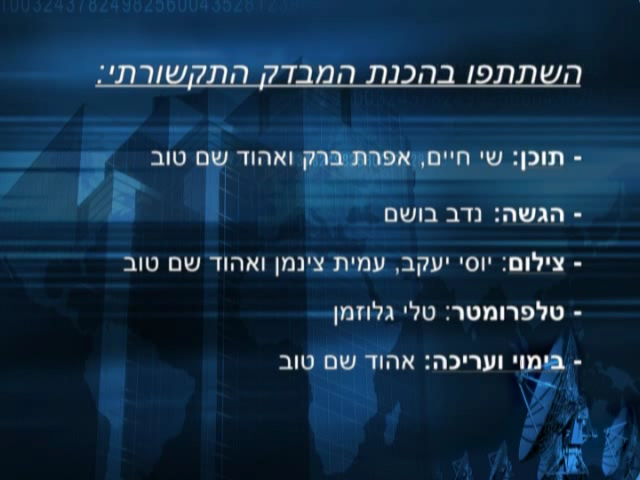 השתתפו בהכנת המבדק התקשורתי:
- תוכן: שי חיים, אפרת ברק ואהוד שם טוב
- הגשה: נדב בושם
- צילום: יוסי יעקב, עמית צינמן ואהוד שם טוב
- טלפרומטר: טלי גלוזמן
- בימוי ועריכה: אהוד שם טוב